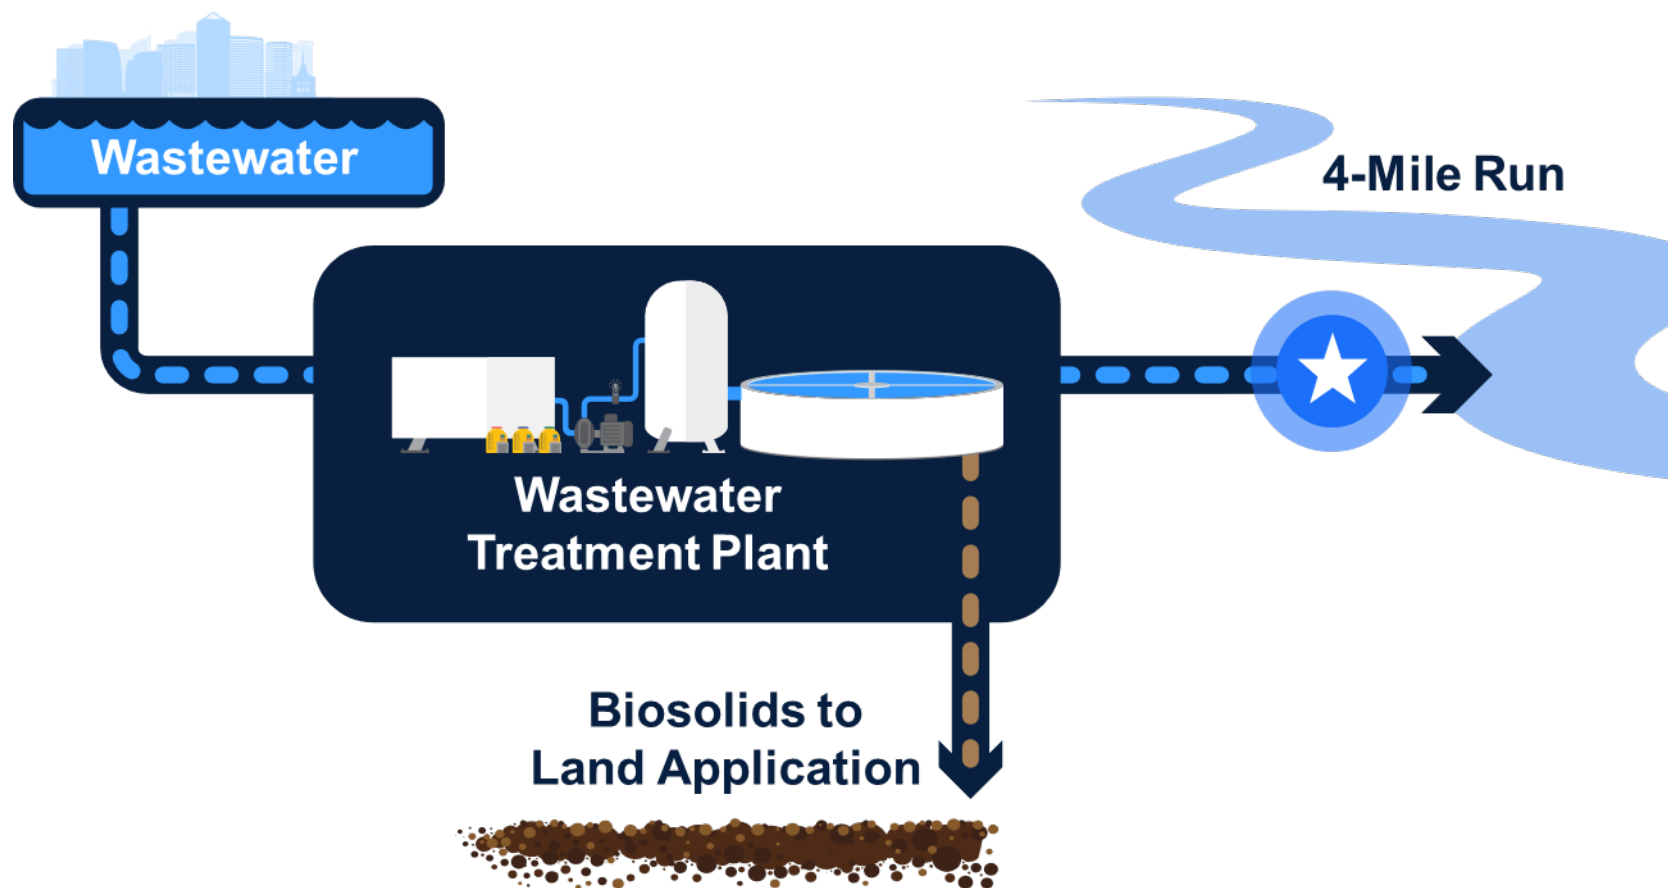 Wastewater
4-Mile Run
Wastewater
Treatment Plant
Biosolids to
Land Application